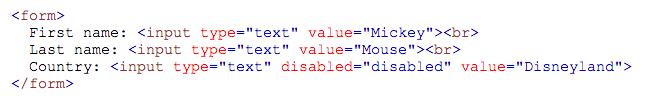 <form>
First name: <input type="text" value="Mickey"><br>
Last name: <input type="text" value="Mouse"><br>
Country: <input type="text" disabled="disabled" value="Disneyland">
</form>